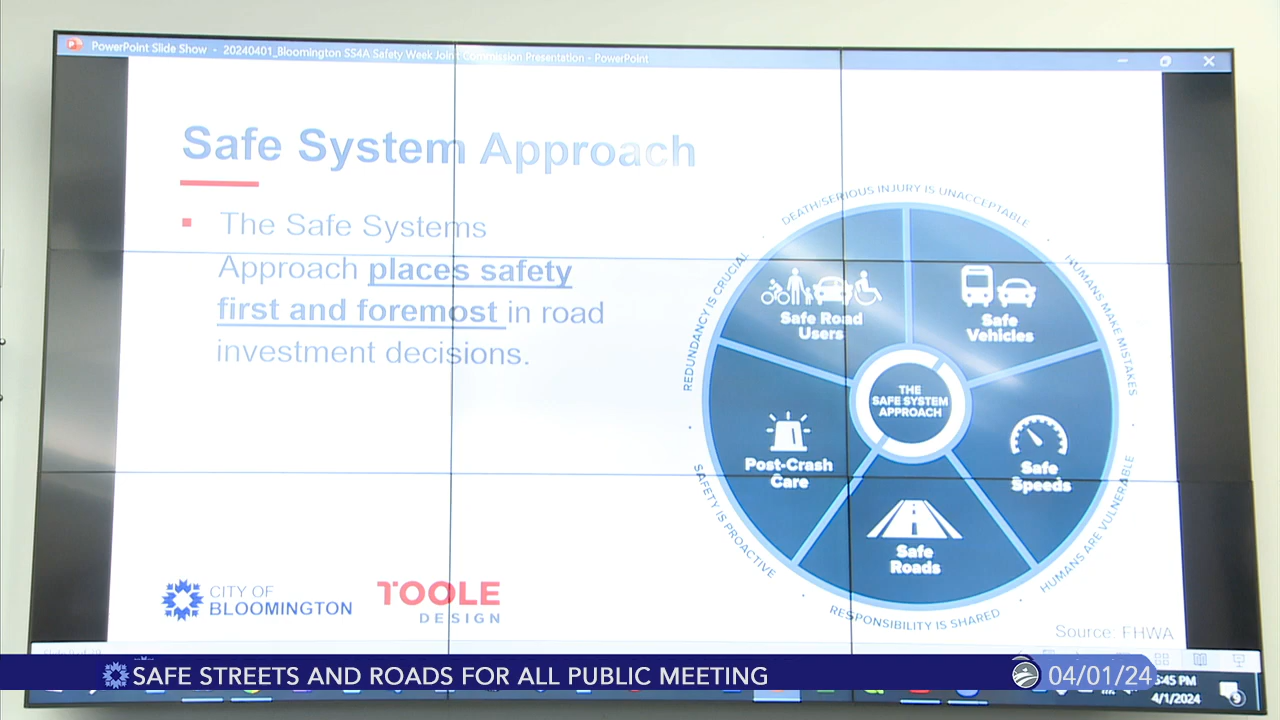 PowerPoint Slide Show - 20240401_Bloomington SS4A Safety Week Joint Commission Presentation - PowerPoint
Safe System Approach
The Safe Systems
Approach places safety
first and foremost in road
investment decisions.
DEATH/SERIOUS INJURY IS UNACCEPTABLE
HUMANS MAKE MISTAKES
HUMANS ARE VULNERABLE
RESPONSIBILITY IS SHARED
SAFETY IS PROACTIVE
REDUNDANCY IS CRUCIAL
Safe Road
Users
Safe
Vehicles
THE
SAFE SYSTEM
APPROACH
Post-Crash
Care
Safe
Speeds
Safe
Roads
CITY OF
BLOOMINGTON
TOOLE
DESIGN
Source: FHWA
SAFE STREETS AND ROADS FOR ALL PUBLIC MEETING
04/01/24
:45 PM
4/1/2024
9